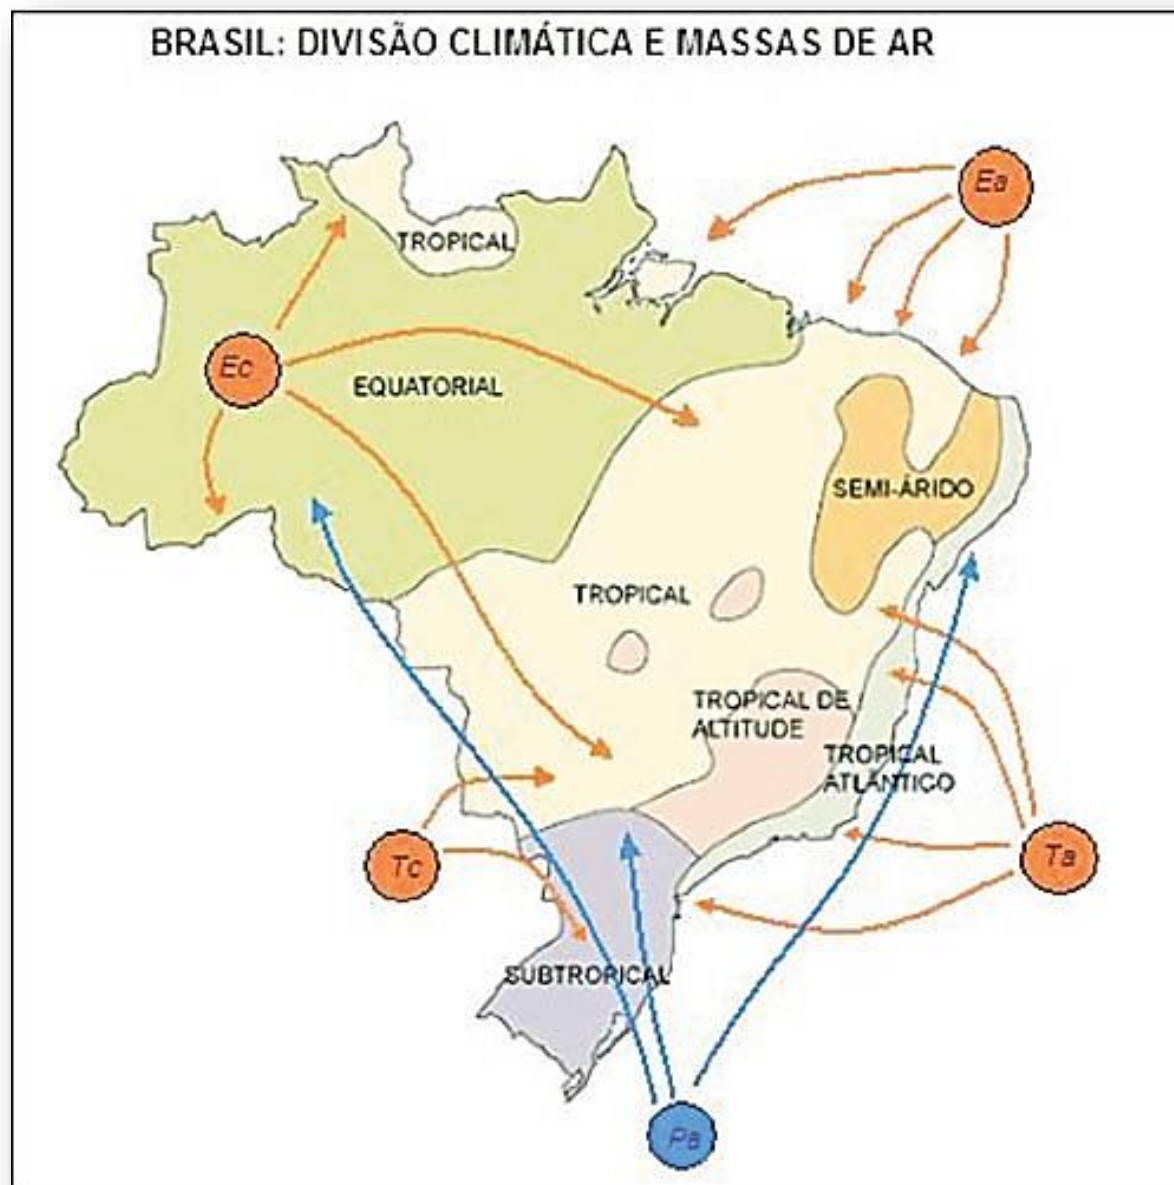 BRASIL: DIVISÃO CLIMÁTICA E MASSAS DE AR
Ea
TROPICAL
Ec
EQUATORIAL
SEMI-ÁRIDO
TROPICAL
TROPICAL DE
ALTITUDE
TROPICAL
ATLÂNTICO
Tc
Ta
SUBTROPICAL
Pa